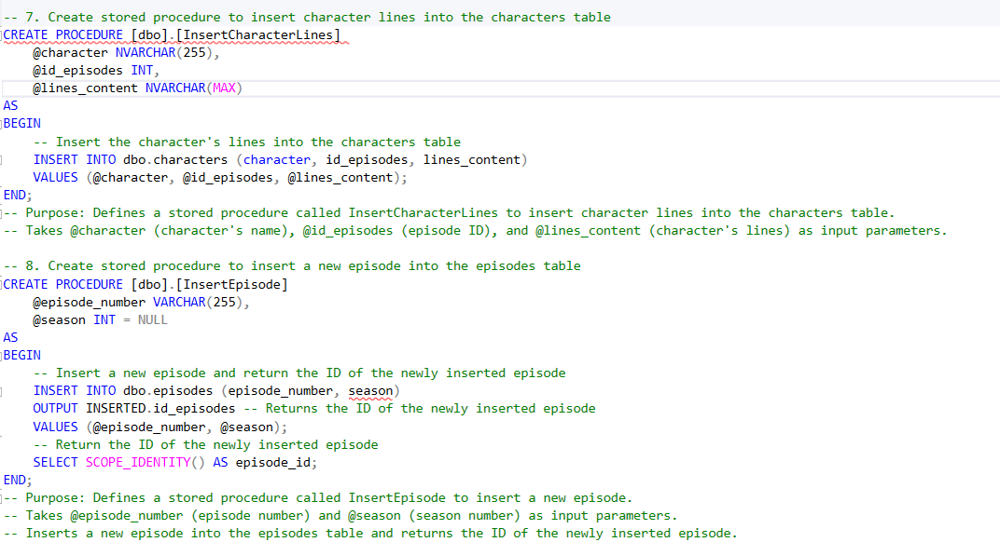 -- 7. Create stored procedure to insert character lines into the characters table
CREATE PROCEDURE [dbo].[InsertCharacterLines]
    @character NVARCHAR(255),
    @id_episodes INT,
    @lines_content NVARCHAR(MAX)
AS
BEGIN
    -- Insert the character's lines into the characters table
    INSERT INTO dbo.characters (character, id_episodes, lines_content)
    VALUES (@character, @id_episodes, @lines_content);
END;
-- Purpose: Defines a stored procedure called InsertCharacterLines to insert character lines into the characters table.
-- Takes @character (character's name), @id_episodes (episode ID), and @lines_content (character's lines) as input parameters.

-- 8. Create stored procedure to insert a new episode into the episodes table
CREATE PROCEDURE [dbo].[InsertEpisode]
    @episode_number VARCHAR(255),
    @season INT = NULL
AS
BEGIN
    -- Insert a new episode and return the ID of the newly inserted episode
    INSERT INTO dbo.episodes (episode_number, season)
    OUTPUT INSERTED.id_episodes -- Returns the ID of the newly inserted episode
    VALUES (@episode_number, @season);
    -- Return the ID of the newly inserted episode
    SELECT SCOPE_IDENTITY() AS episode_id;
END;
-- Purpose: Defines a stored procedure called InsertEpisode to insert a new episode.
-- Takes @episode_number (episode number) and @season (season number) as input parameters.
-- Inserts a new episode into the episodes table and returns the ID of the newly inserted episode.